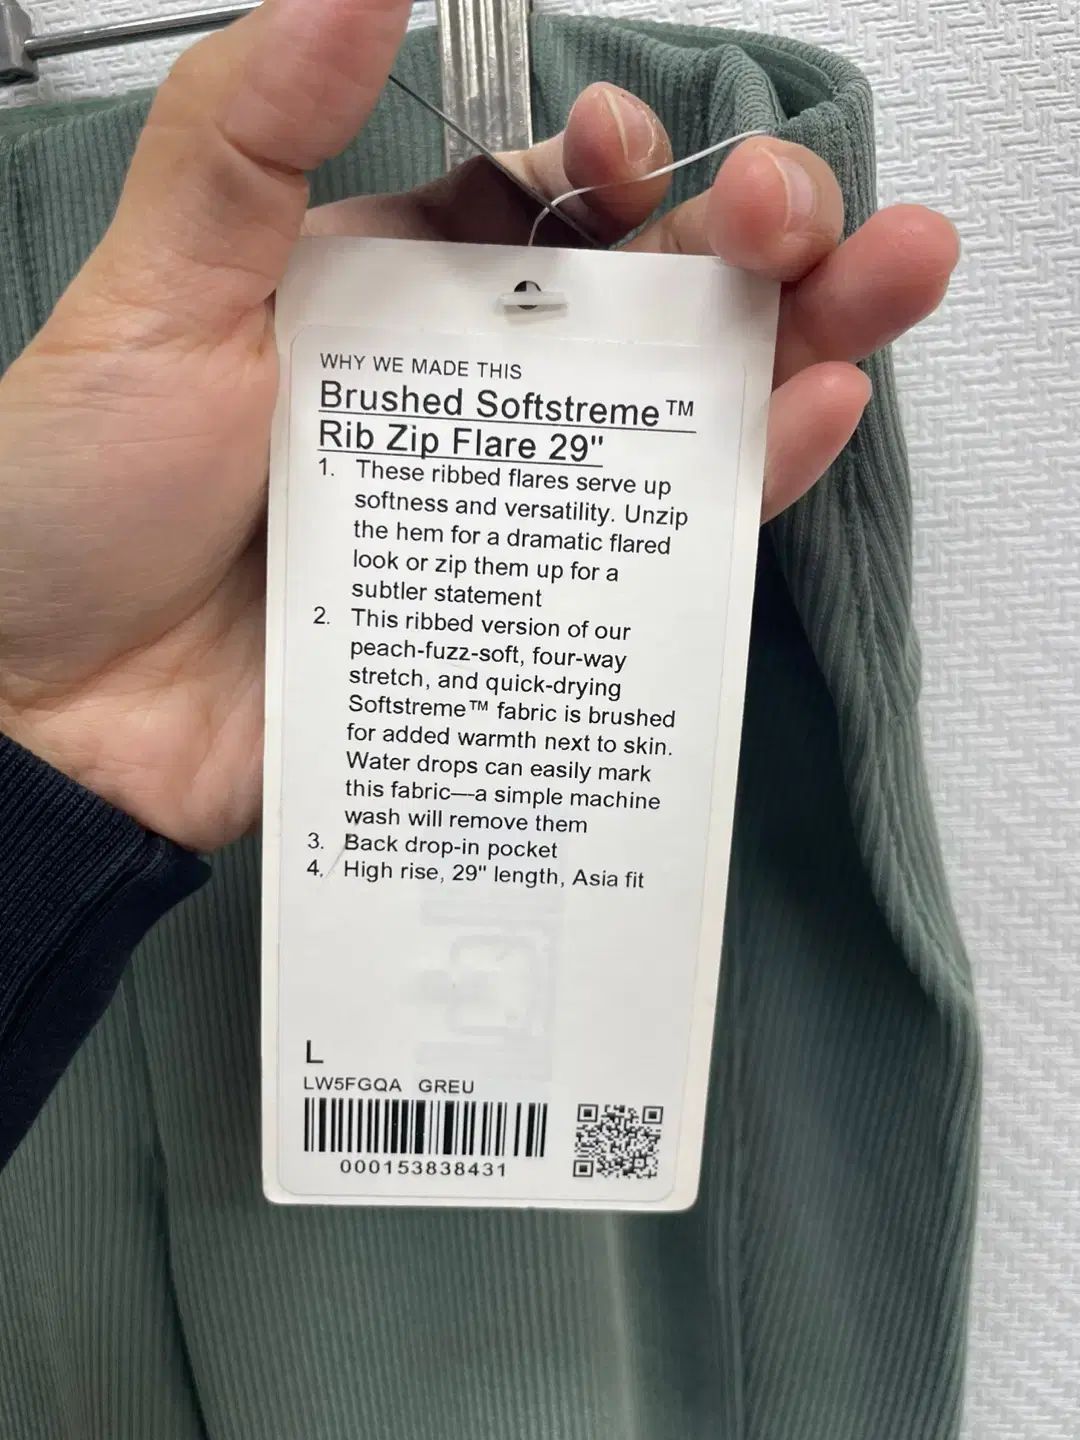 WHY WE MADE THIS
Brushed Softstreme™
Rib Zip Flare 29"
1. These ribbed flares serve up
softness and versatility. Unzip
the hem for a dramatic flared
look or zip them up for a
subtler statement
2. This ribbed version of our
peach-fuzz-soft, four-way
stretch, and quick-drying
Softstreme™ fabric is brushed
for added warmth next to skin.
Water drops can easily mark
this fabric—a simple machine
wash will remove them
3. Back drop-in pocket
4. High rise, 29" length, Asia fit
L
LW5FGQA GREU
000153838431